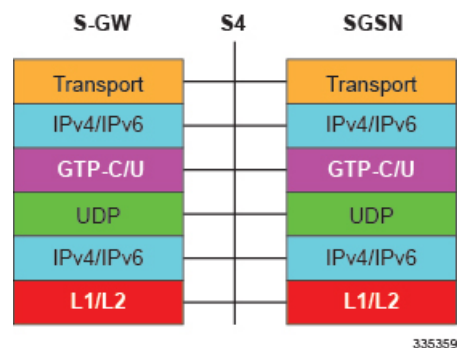 S-GW S4 SGSN
Transport Transport
IPv4/IPv6 IPv4/IPv6
GTP-C/U GTP-C/U
UDP UDP
IPv4/IPv6 IPv4/IPv6
L1/L2 L1/L2
335359